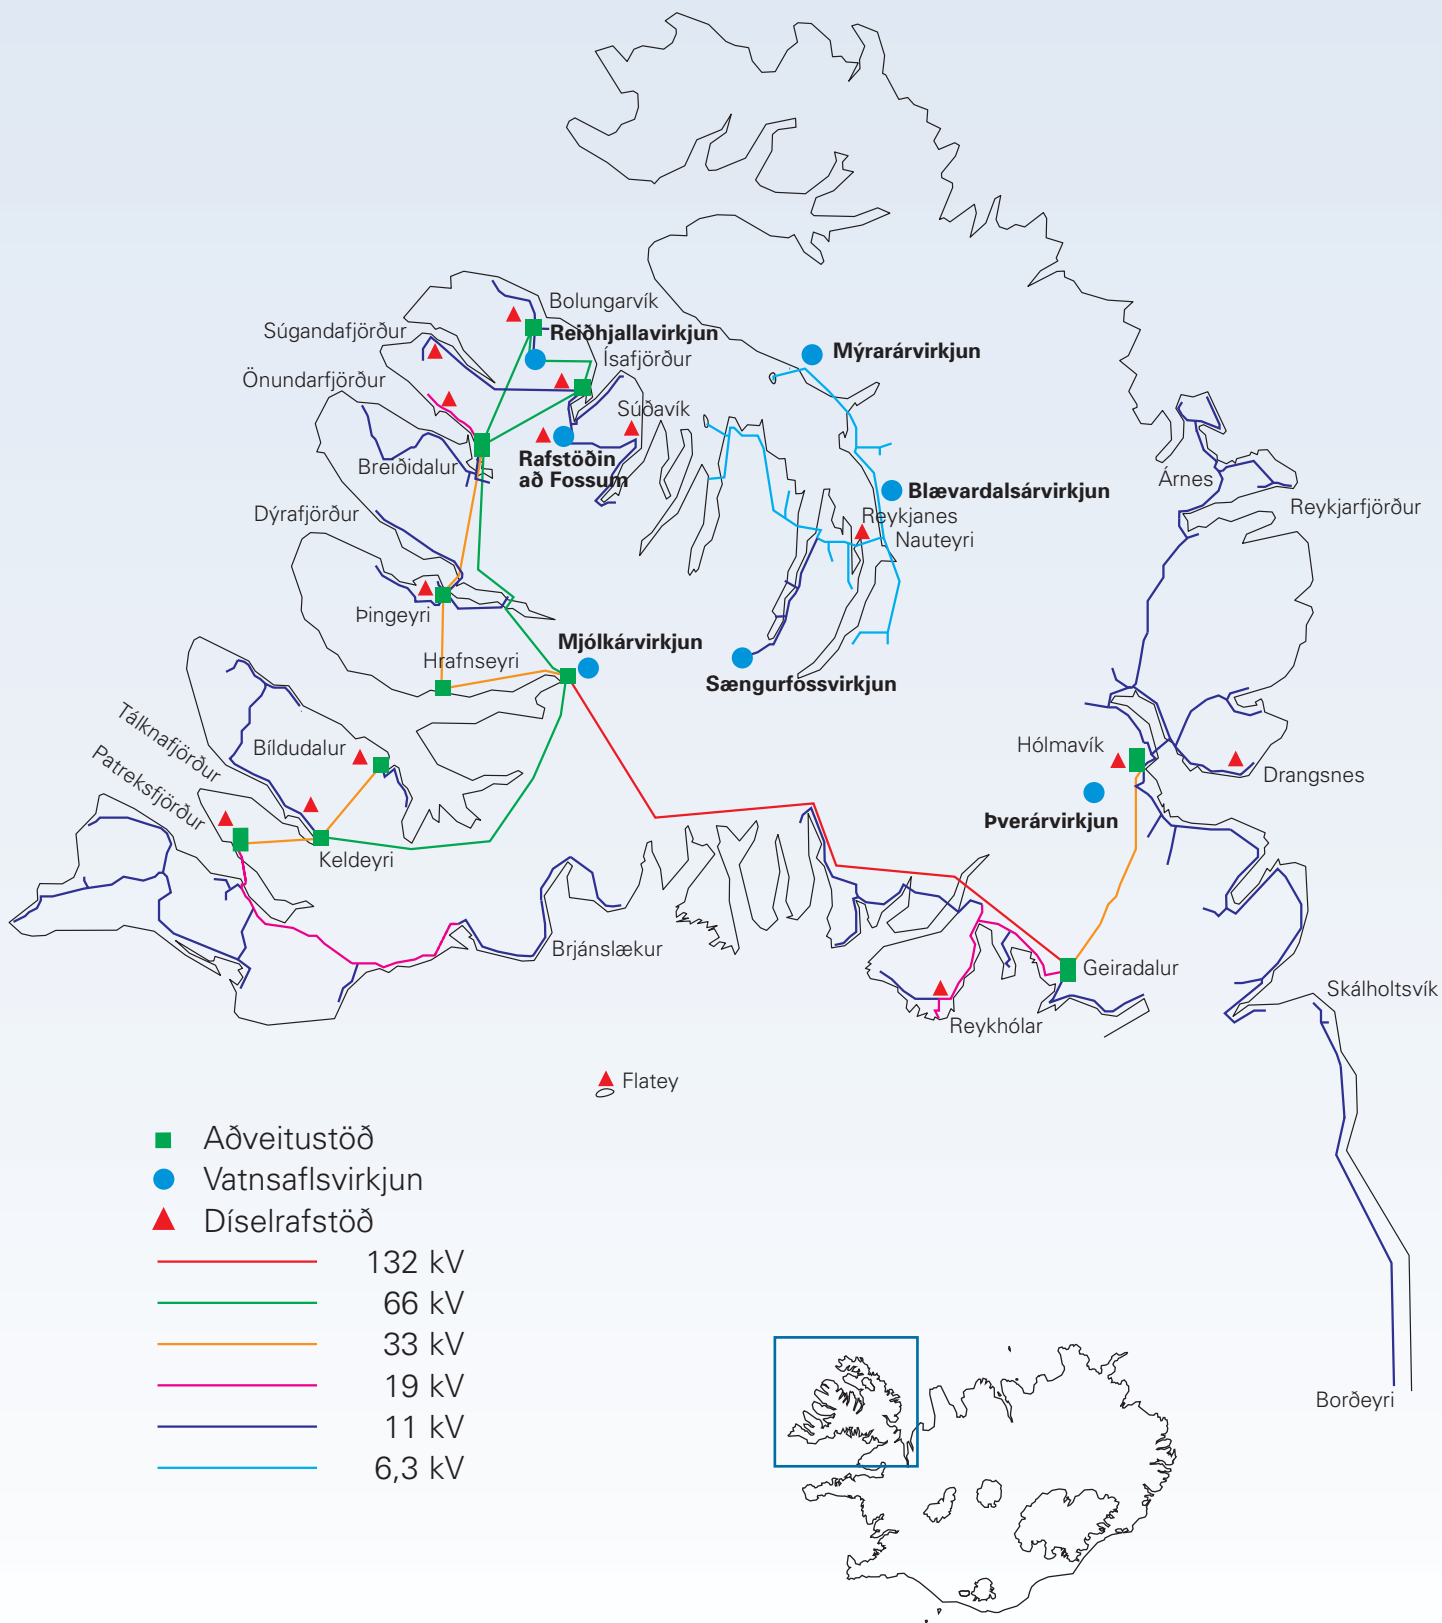 Bolungarvík
Súgandafjörður
Reiðhjallavirkjun
Ísafjörður
Mýrarárvirkjun
Önundarfjörður
Súðavík
Breiðidalur
Rafstöðin
að Fossum
Árnes
Blævardalsárvirkjun
Reykjarfjörður
Dýrafjörður
Reykjanes
Nauteyri
Þingeyri
Mjólkárvirkjun
Hrafnseyri
Sængurfossvirkjun
Tálknafjörður
Patreksfjörður
Bíldudalur
Hólmavík
Drangsnes
Þverárvirkjun
Keldeyri
Brjánslækur
Geiradalur
Skálholtsvík
Reykhólar
Flatey
Aðveitustöð
Vatnsaflsvirkjun
Díselrafstöð
132 kV
66 kV
33 kV
19 kV
11 kV
6,3 kV
Borðeyri